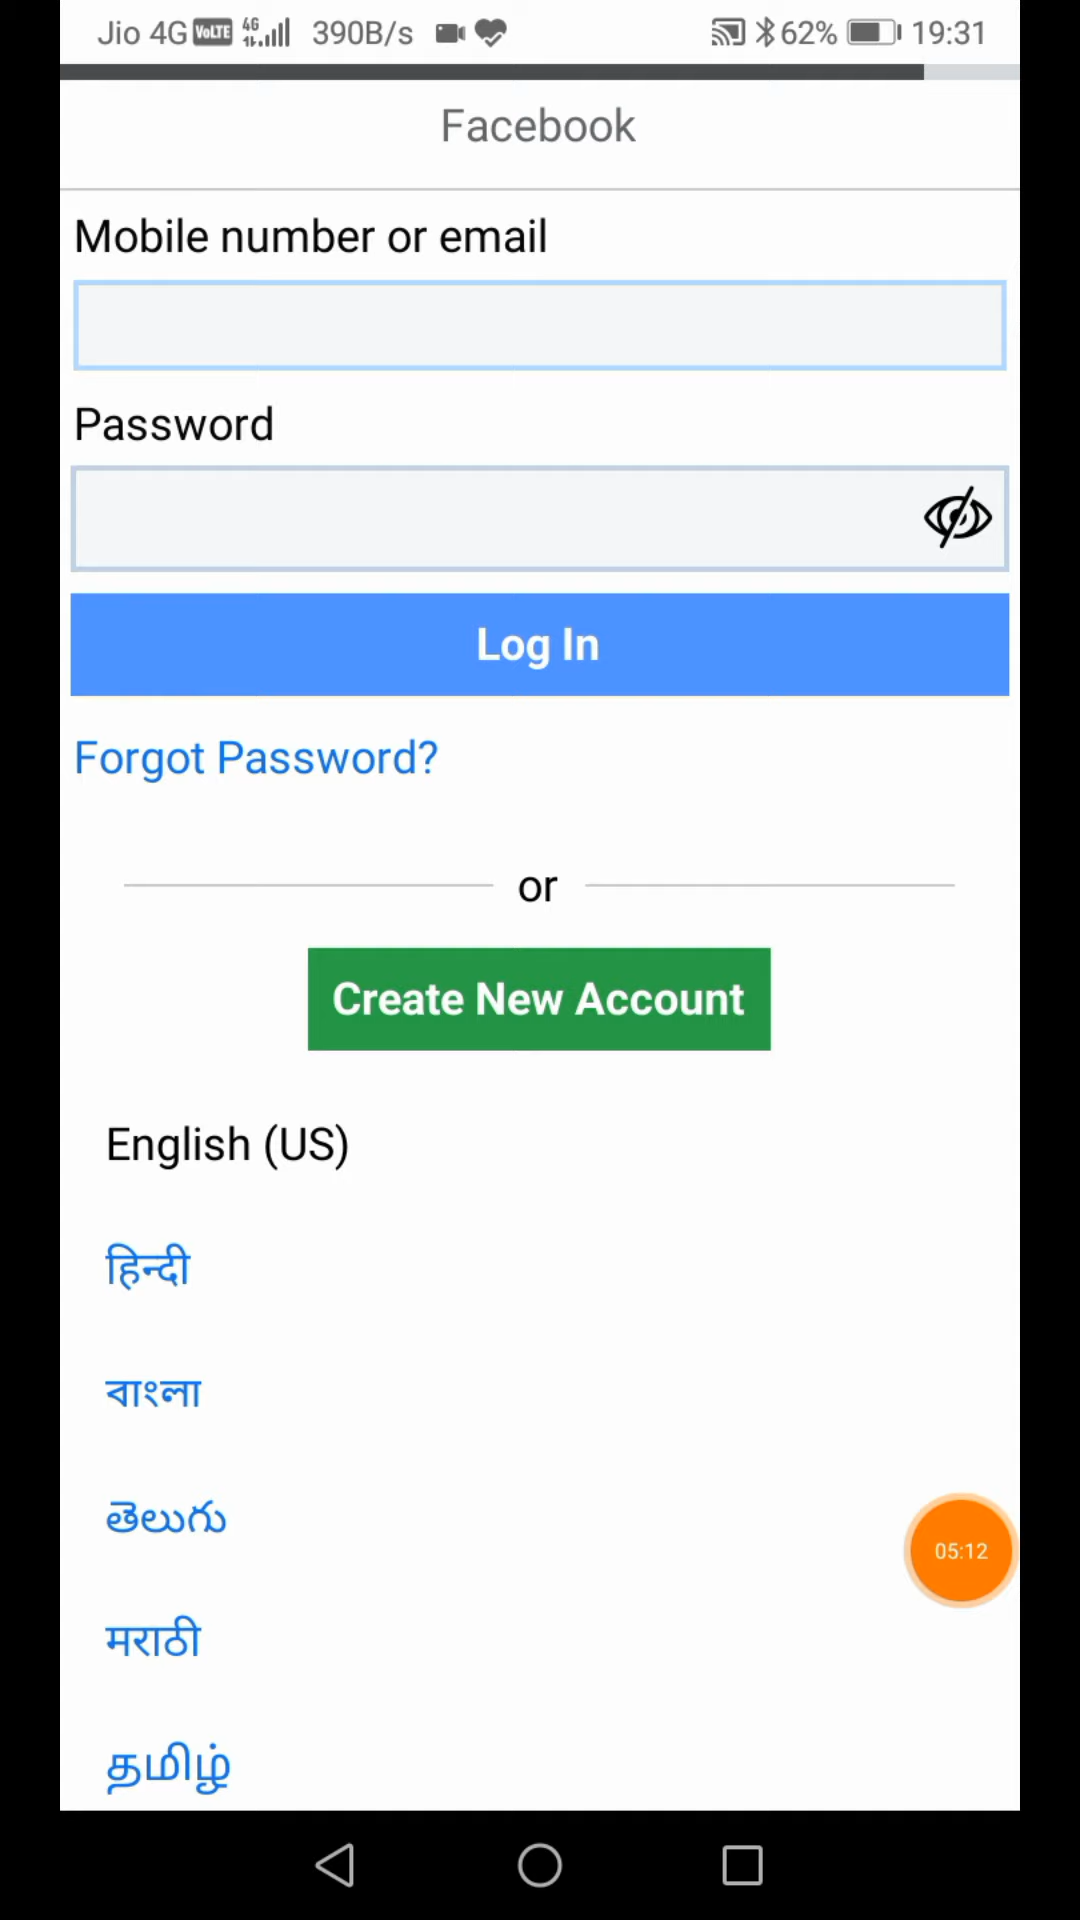 Jio 4G VoLTE 4G 390B/s 62% 19:31
Facebook
Mobile number or email
Password
Log In
Forgot Password?
or
Create New Account
English (US)
हिन्दी
বাংলা
తెలుగు
मराठी
தமிழ்
05:12